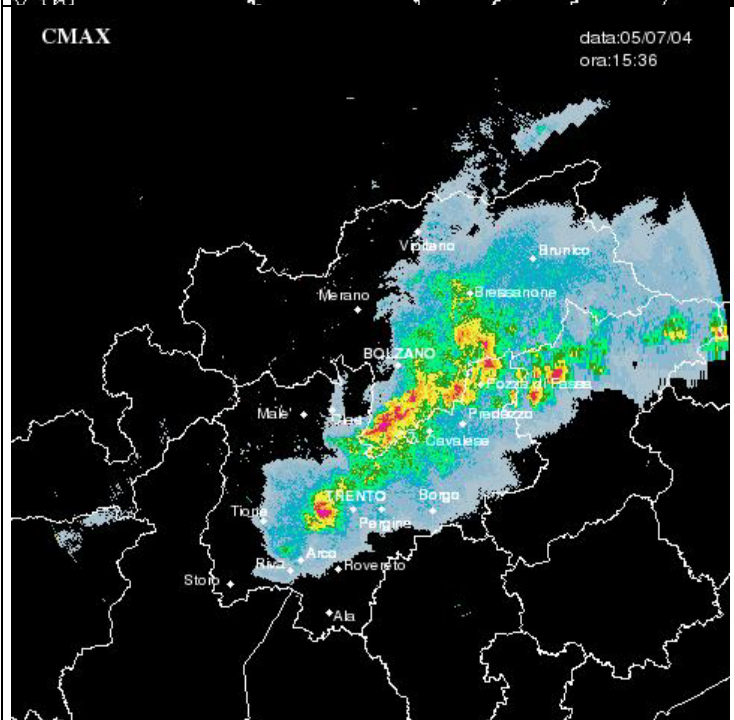 CMAX
data:05/07/04
ora:15:36
Vipiteno
Brunico
Merano
Bressanone
BOLZANO
Pozza di Fassa
Male'
Cles
Predazzo
Cavalese
TRENTO
Borgo
Tione
Pergine
Arco
Riva
Rovereto
Storo
Ala